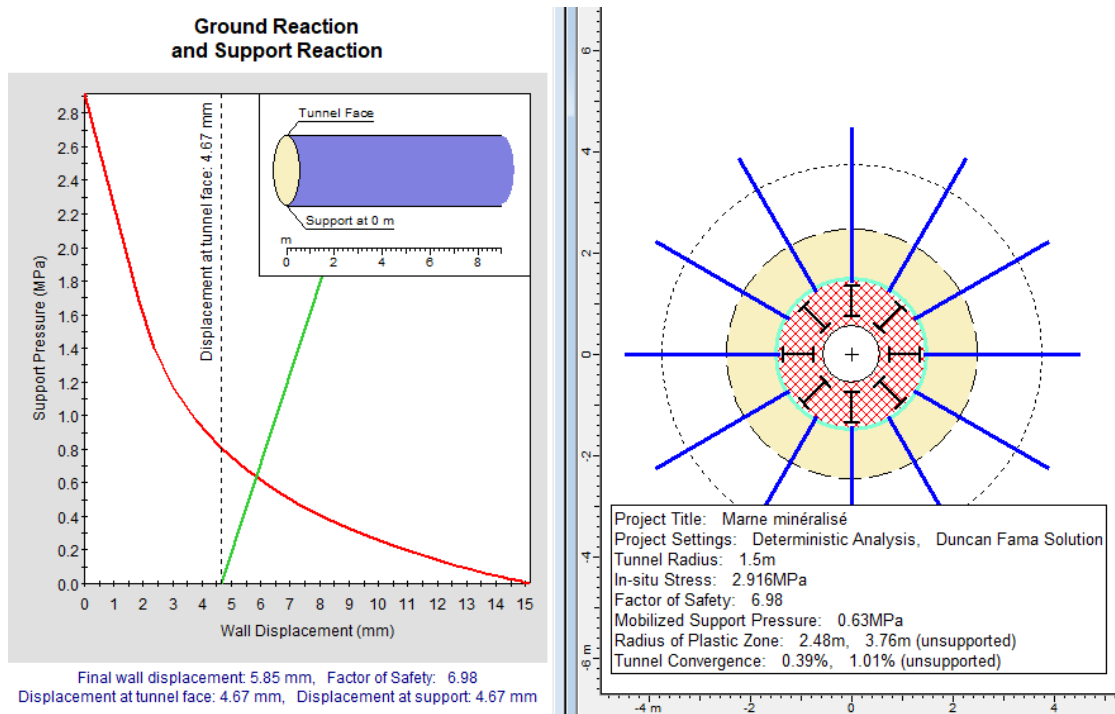 Ground Reaction
and Support Reaction
Support Pressure (MPa)
2.8
2.6
2.4
2.2
2.0
1.8
1.6
1.4
1.2
1.0
0.8
0.6
0.4
0.2
0.0
Displacement at tunnel face: 4.67 mm
Tunnel Face
Support at 0 m
m
0 2 4 6 8
0 1 2 3 4 5 6 7 8 9 10 11 12 13 14 15
Wall Displacement (mm)
Final wall displacement: 5.85 mm, Factor of Safety: 6.98
Displacement at tunnel face: 4.67 mm, Displacement at support: 4.67 mm
6
4
2
0
-2
-4
-6 m
Project Title: Marne minéralisé
Project Settings: Deterministic Analysis, Duncan Fama Solution
Tunnel Radius: 1.5m
In-situ Stress: 2.916MPa
Factor of Safety: 6.98
Mobilized Support Pressure: 0.63MPa
Radius of Plastic Zone: 2.48m, 3.76m (unsupported)
Tunnel Convergence: 0.39%, 1.01% (unsupported)
-4 m -2 0 2 4